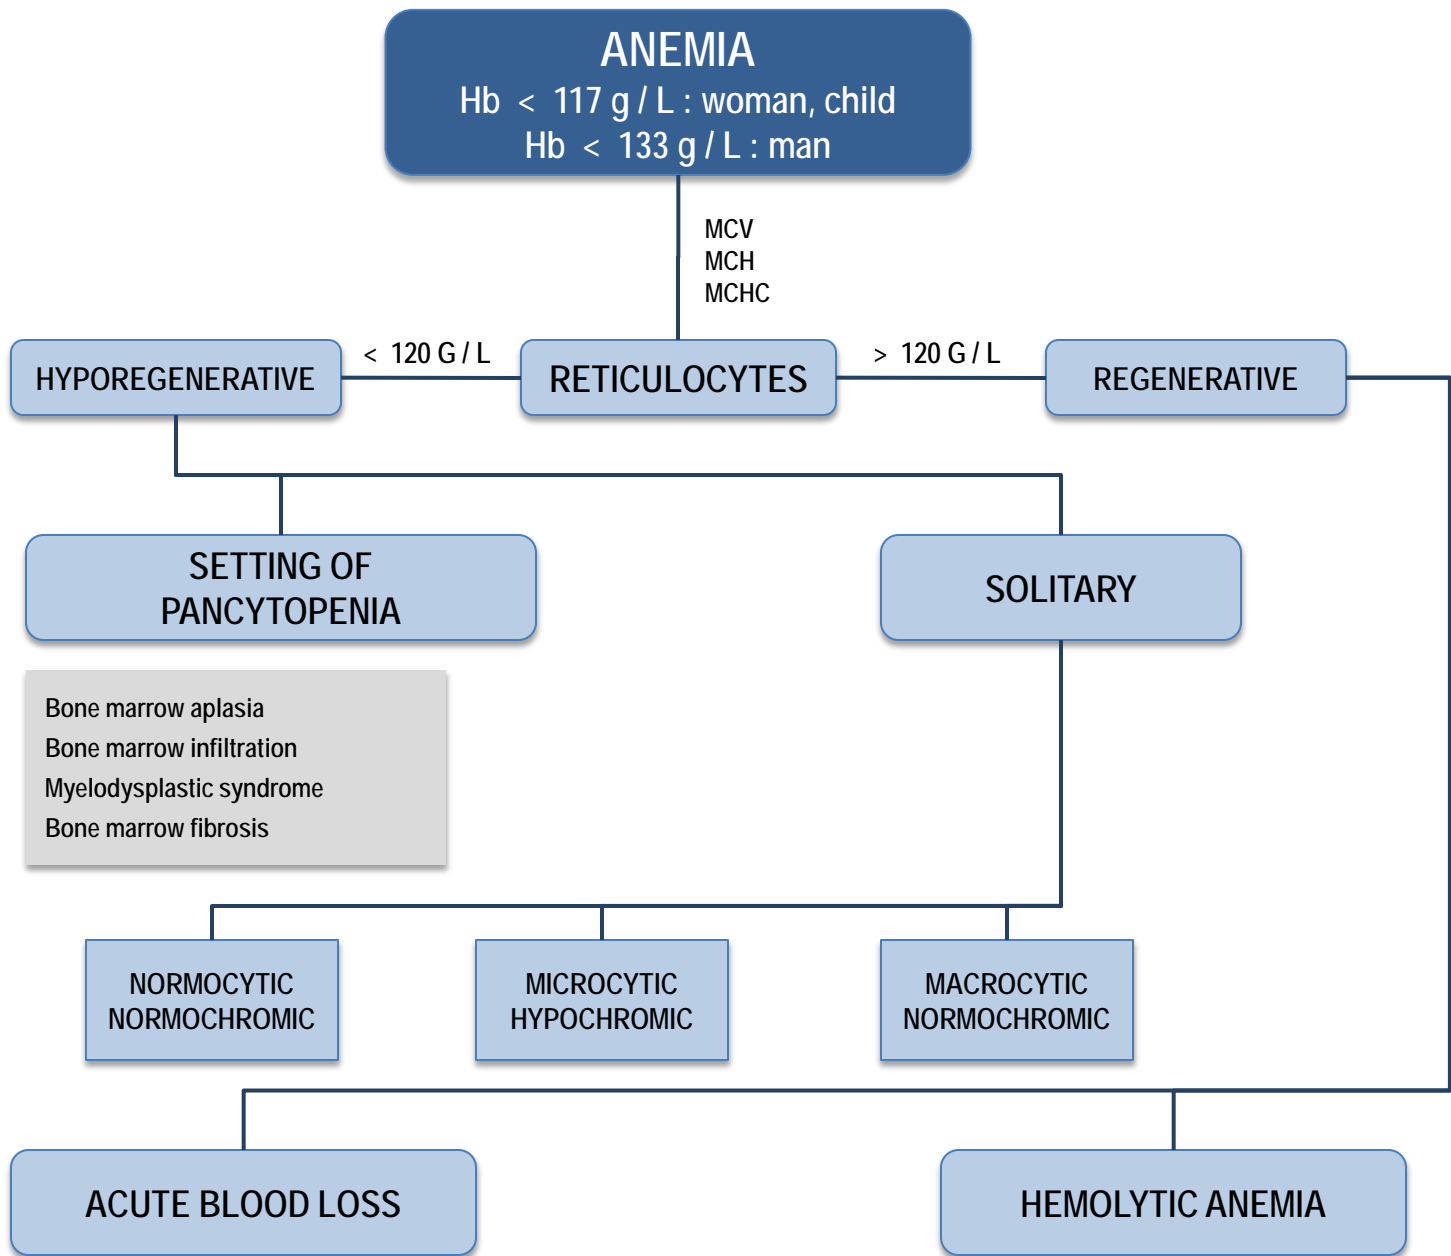 ANEMIA
Hb < 117 g / L : woman, child
Hb < 133 g / L : man
MCV
MCH
MCHC
HYPOREGENERATIVE
< 120 G / L
RETICULOCYTES
> 120 G / L
REGENERATIVE
SETTING OF
PANCYTOPENIA
SOLITARY
Bone marrow aplasia
Bone marrow infiltration
Myelodysplastic syndrome
Bone marrow fibrosis
NORMOCYTIC
NORMOCHROMIC
MICROCYTIC
HYPOCHROMIC
MACROCYTIC
NORMOCHROMIC
ACUTE BLOOD LOSS
HEMOLYTIC ANEMIA